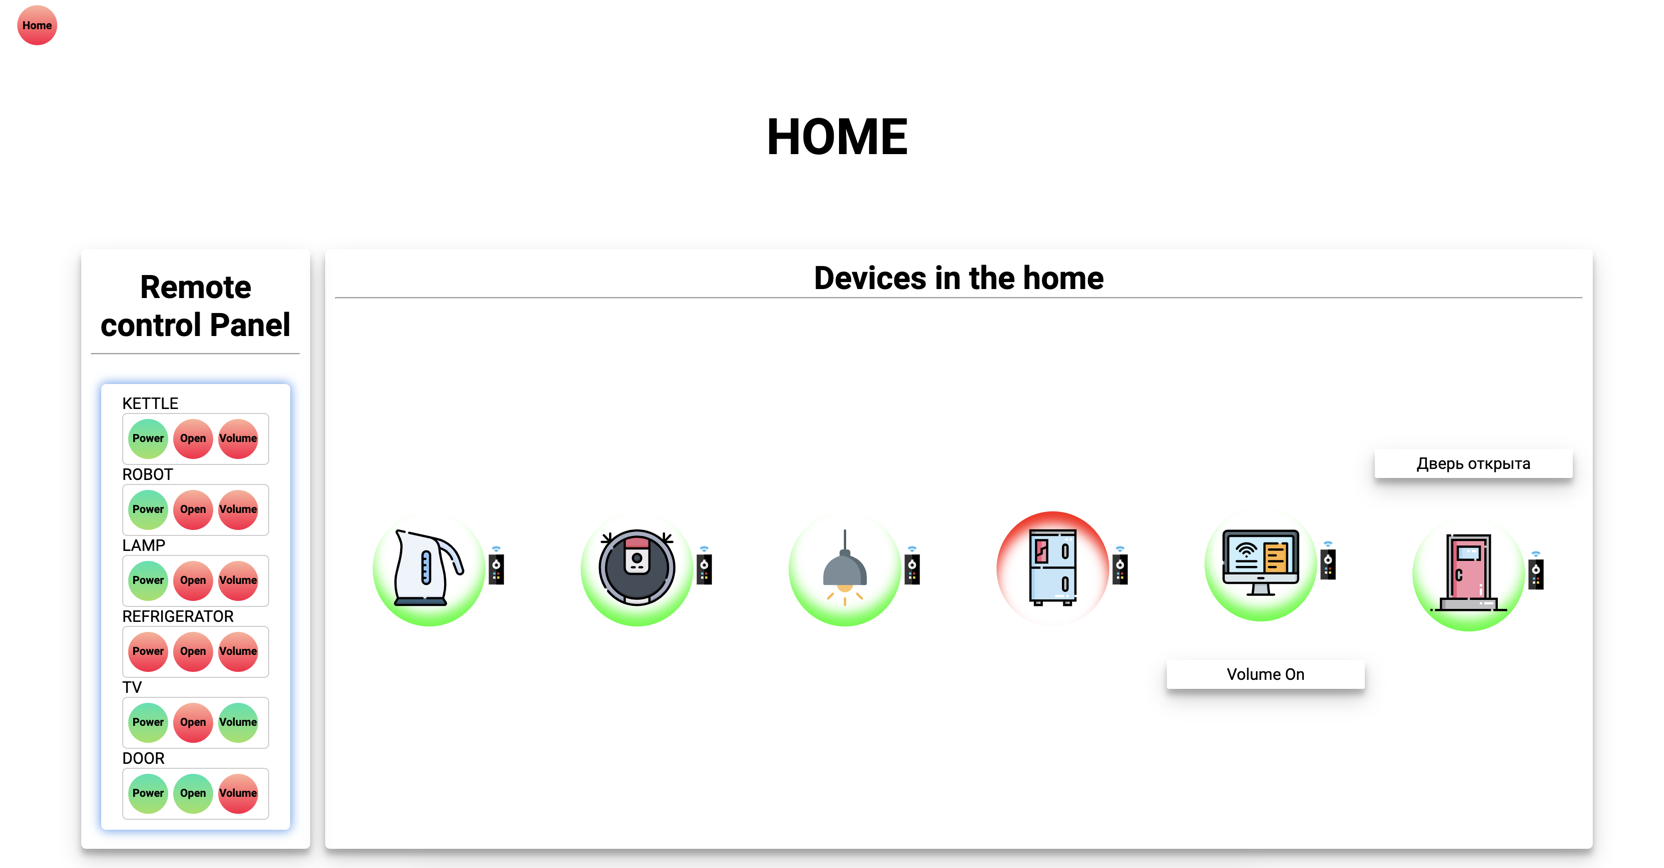 Home
HOME
Remote
control Panel
KETTLE
Power Open Volume
ROBOT
Power Open Volume
LAMP
Power Open Volume
REFRIGERATOR
Power Open Volume
TV
Power Open Volume
DOOR
Power Open Volume
Devices in the home
Дверь открыта
Volume On